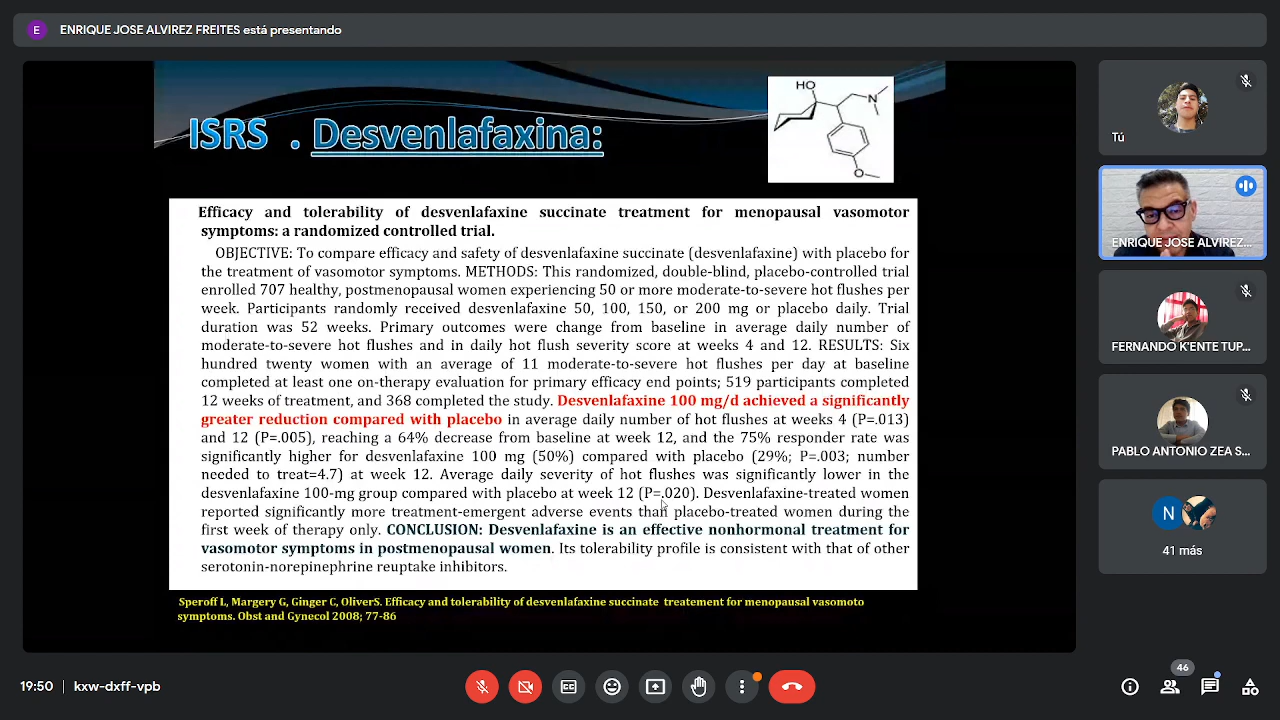 E ENRIQUE JOSE ALVIREZ FREITES está presentando
ISRS . Desvenlafaxina:
HO
N
O
Efficacy and tolerability of desvenlafaxine succinate treatment for menopausal vasomotor
symptoms: a randomized controlled trial.
OBJECTIVE: To compare efficacy and safety of desvenlafaxine succinate (desvenlafaxine) with placebo for
the treatment of vasomotor symptoms. METHODS: This randomized, double-blind, placebo-controlled trial
enrolled 707 healthy, postmenopausal women experiencing 50 or more moderate-to-severe hot flushes per
week. Participants randomly received desvenlafaxine 50, 100, 150, or 200 mg or placebo daily. Trial
duration was 52 weeks. Primary outcomes were change from baseline in average daily number of
moderate-to-severe hot flushes and in daily hot flush severity score at weeks 4 and 12. RESULTS: Six
hundred twenty women with an average of 11 moderate-to-severe hot flushes per day at baseline
completed at least one on-therapy evaluation for primary efficacy end points; 519 participants completed
12 weeks of treatment, and 368 completed the study. Desvenlafaxine 100 mg/d achieved a significantly
greater reduction compared with placebo in average daily number of hot flushes at weeks 4 (P=.013)
and 12 (P=.005), reaching a 64% decrease from baseline at week 12, and the 75% responder rate was
significantly higher for desvenlafaxine 100 mg (50%) compared with placebo (29%; P=.003; number
needed to treat=4.7) at week 12. Average daily severity of hot flushes was significantly lower in the
desvenlafaxine 100-mg group compared with placebo at week 12 (P=.020). Desvenlafaxine-treated women
reported significantly more treatment-emergent adverse events than placebo-treated women during the
first week of therapy only. CONCLUSION: Desvenlafaxine is an effective nonhormonal treatment for
vasomotor symptoms in postmenopausal women. Its tolerability profile is consistent with that of other
serotonin-norepinephrine reuptake inhibitors.
Speroff L, Margery G, Ginger C, OliverS. Efficacy and tolerability of desvenlafaxine succinate treatement for menopausal vasomoto
symptoms. Obst and Gynecol 2008; 77-86
Tú
ENRIQUE JOSE ALVIREZ...
FERNANDO K'ENTE TUP...
PABLO ANTONIO ZEA S...
N
41 más
19:50 | kxw-dxff-vpb
46